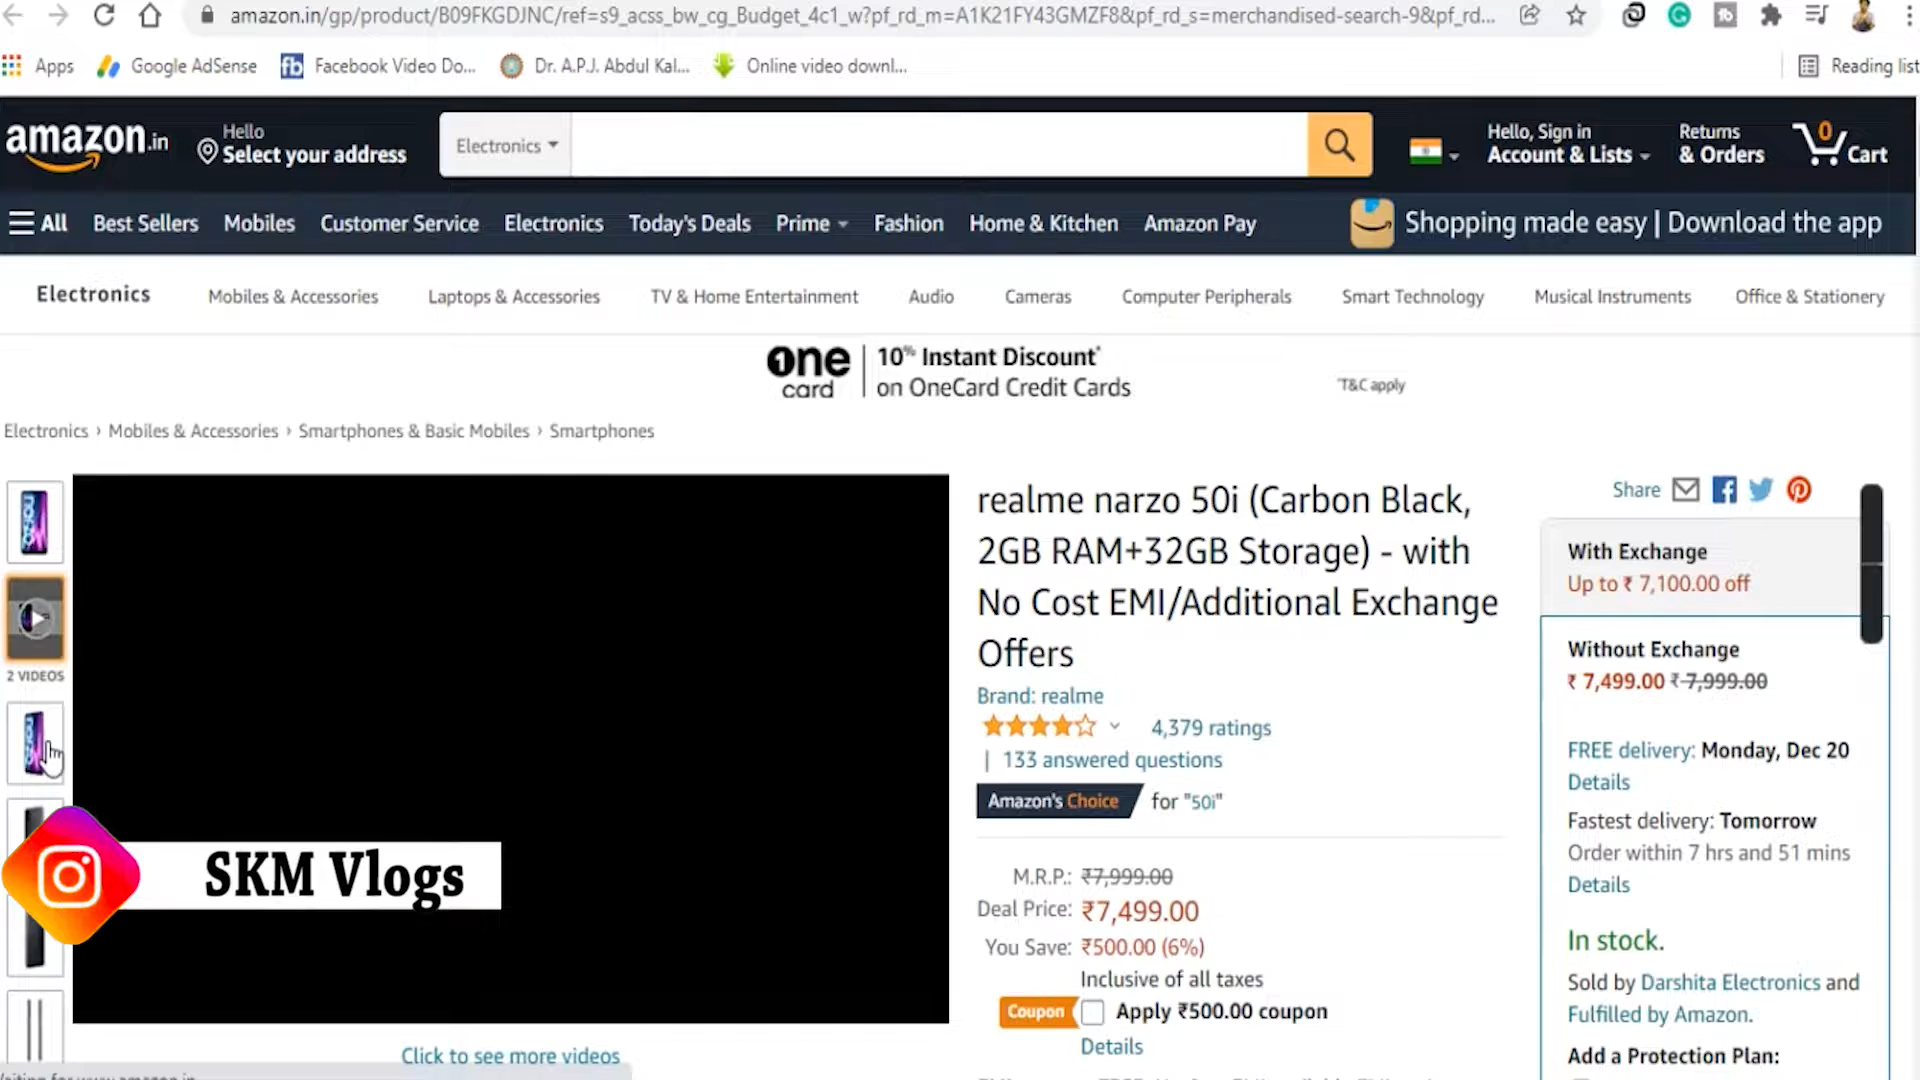 amazon.in/gp/product/B09FKGDJNC/ref=s9_acss_bw_cg_Budget_4c1_w?pf_rd_m=A1K21FY43GMZF8&pf_rd_s=merchandised-search-9&pf_rd...
Apps Google AdSense Facebook Video Do... Dr. A.P.J. Abdul Kal... Online video downl... Reading list
amazon.in
Hello
Select your address
Electronics
Hello, Sign in
Account & Lists
Returns
& Orders
0
Cart
All Best Sellers Mobiles Customer Service Electronics Today's Deals Prime Fashion Home & Kitchen Amazon Pay Shopping made easy | Download the app
Electronics Mobiles & Accessories Laptops & Accessories TV & Home Entertainment Audio Cameras Computer Peripherals Smart Technology Musical Instruments Office & Stationery
one card
10% Instant Discount*
on OneCard Credit Cards
*T&C apply
Electronics › Mobiles & Accessories › Smartphones & Basic Mobiles › Smartphones
2 VIDEOS
SKM Vlogs
Click to see more videos
realme narzo 50i (Carbon Black,
2GB RAM+32GB Storage) - with
No Cost EMI/Additional Exchange
Offers
Brand: realme
4,379 ratings
| 133 answered questions
Amazon's Choice for "50i"
M.R.P.: ₹7,999.00
Deal Price: ₹7,499.00
You Save: ₹500.00 (6%)
Inclusive of all taxes
Coupon Apply ₹500.00 coupon
Details
Share
With Exchange
Up to ₹ 7,100.00 off
Without Exchange
₹ 7,499.00 ₹ 7,999.00
FREE delivery: Monday, Dec 20
Details
Fastest delivery: Tomorrow
Order within 7 hrs and 51 mins
Details
In stock.
Sold by Darshita Electronics and
Fulfilled by Amazon.
Add a Protection Plan: